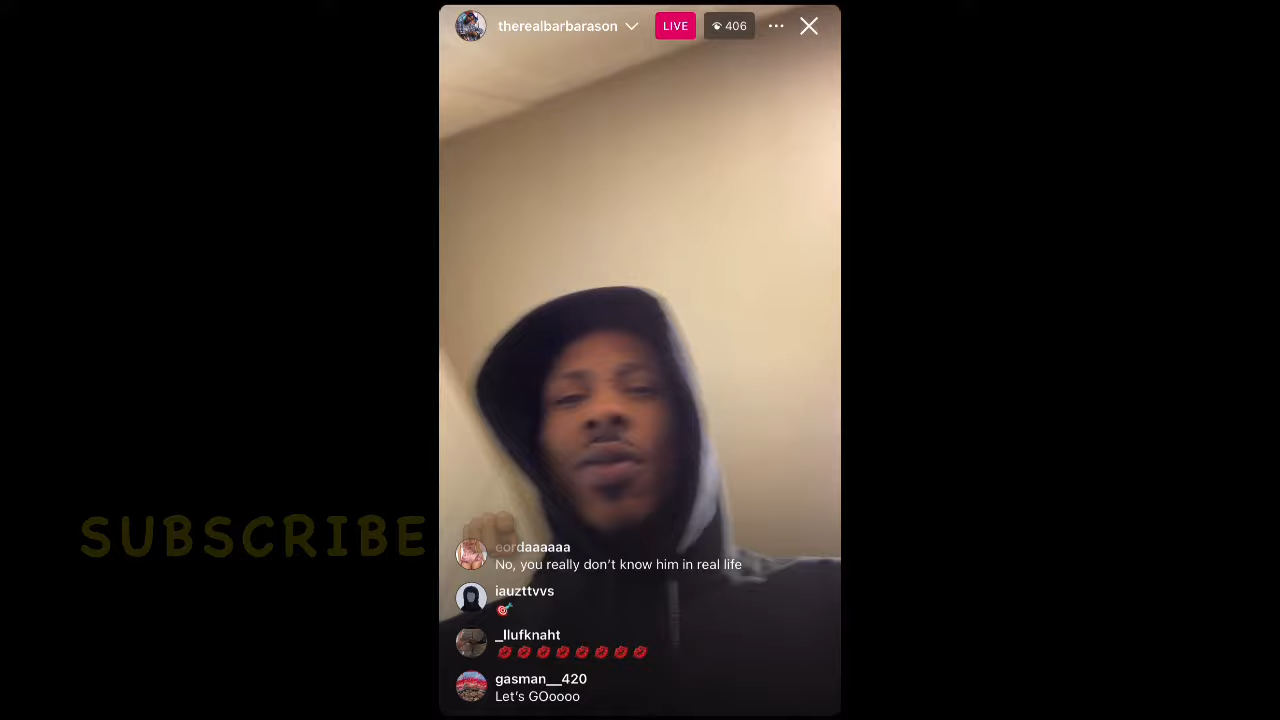 therealbarbarason
LIVE
406
SUBSCRIBE
eordaaaaaa
No, you really don't know him in real life
iauzttvvs
_llufknaht
gasman__420
Let's GOoooo